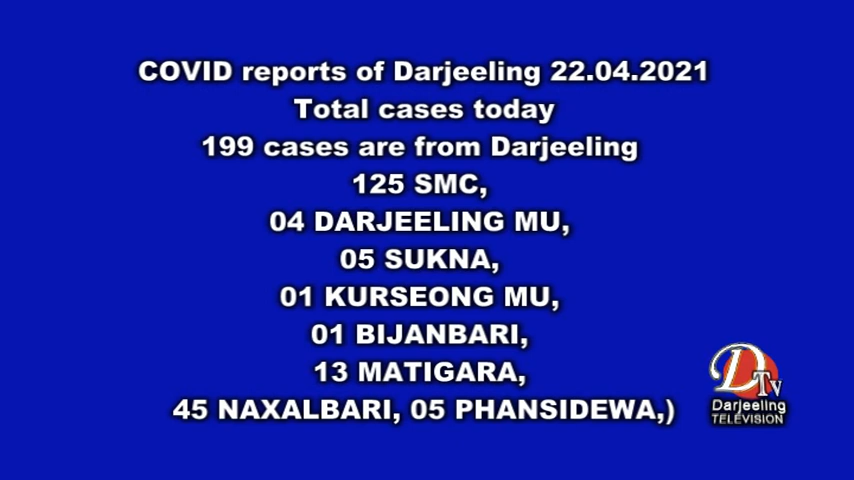 COVID reports of Darjeeling 22.04.2021
Total cases today
199 cases are from Darjeeling
125 SMC,
04 DARJEELING MU,
05 SUKNA,
01 KURSEONG MU,
01 BIJANBARI,
13 MATIGARA,
45 NAXALBARI, 05 PHANSIDEWA,)
DTv
Darjeeling
TELEVISION